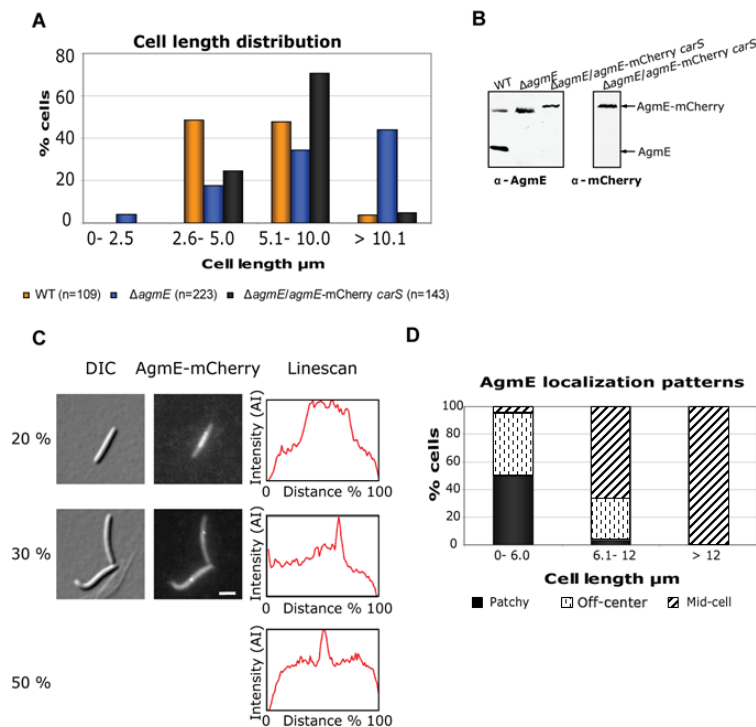 A
Cell length distribution
% cells
80
60
40
20
0
0- 2.5
2.6- 5.0
5.1- 10.0
> 10.1
Cell length µm
WT (n=109)
ΔagmE (n=223)
ΔagmE/agmE-mCherry carS (n=143)
B
WT
ΔagmE
ΔagmE/agmE-mCherry carS
ΔagmE/agmE-mCherry carS
AgmE-mCherry
AgmE
α-AgmE
α-mCherry
C
DIC
AgmE-mCherry
Linescan
20 %
Intensity (AI)
0 Distance % 100
30 %
Intensity (AI)
0 Distance % 100
50 %
Intensity (AI)
0 Distance % 100
D
AgmE localization patterns
% cells
100
80
60
40
20
0
0- 6.0
6.1- 12
> 12
Cell length µm
Patchy
Off-center
Mid-cell